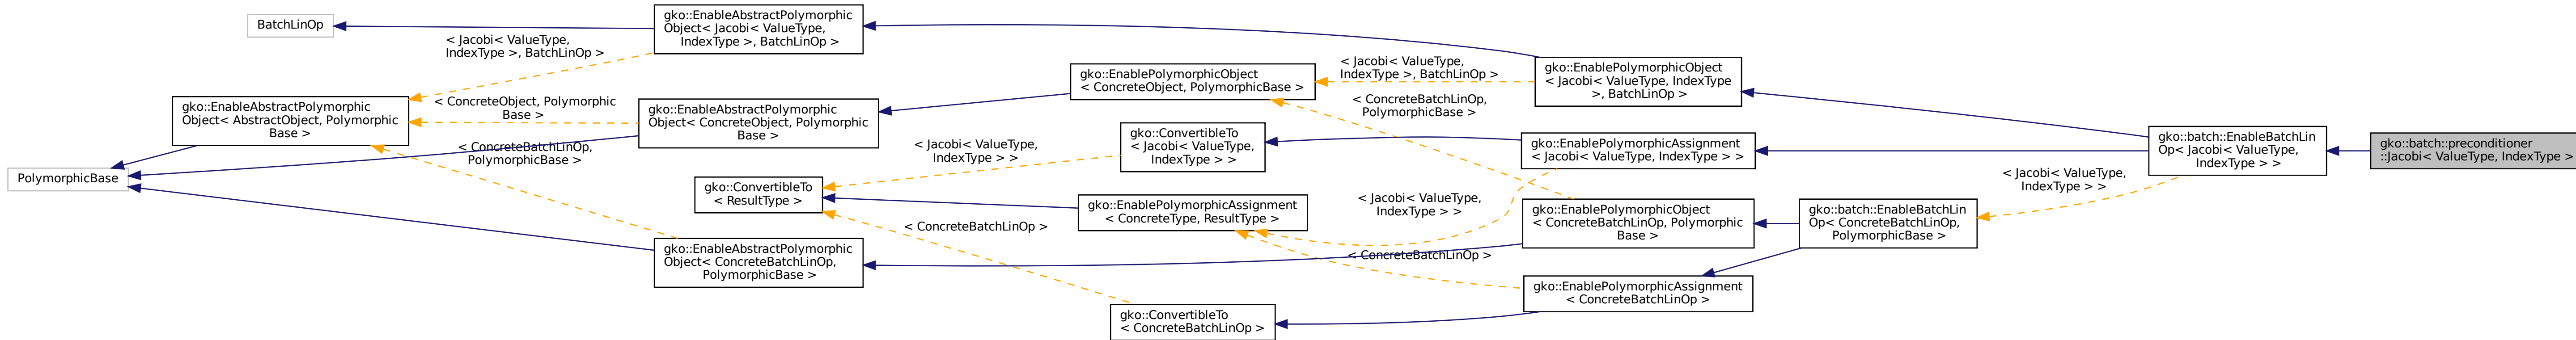 BatchLinOp
gko::EnableAbstractPolymorphic
Object< Jacobi< ValueType,
IndexType >, BatchLinOp >
< Jacobi< ValueType,
IndexType >, BatchLinOp >
gko::EnableAbstractPolymorphic
Object< AbstractObject, Polymorphic
Base >
< ConcreteObject, Polymorphic
Base >
gko::EnableAbstractPolymorphic
Object< ConcreteObject, Polymorphic
Base >
< ConcreteBatchLinOp,
PolymorphicBase >
PolymorphicBase
gko::EnablePolymorphicObject
< ConcreteObject, PolymorphicBase >
< Jacobi< ValueType,
IndexType >, BatchLinOp >
< ConcreteBatchLinOp,
PolymorphicBase >
gko::EnablePolymorphicObject
< Jacobi< ValueType, IndexType
>, BatchLinOp >
gko::ConvertibleTo
< Jacobi< ValueType,
IndexType > >
< Jacobi< ValueType,
IndexType > >
gko::EnablePolymorphicAssignment
< Jacobi< ValueType, IndexType > >
gko::batch::EnableBatchLin
Op< Jacobi< ValueType,
IndexType > >
gko::batch::preconditioner
::Jacobi< ValueType, IndexType >
gko::ConvertibleTo
< ResultType >
gko::EnablePolymorphicAssignment
< ConcreteType, ResultType >
< Jacobi< ValueType,
IndexType > >
< Jacobi< ValueType,
IndexType > >
gko::EnablePolymorphicObject
< ConcreteBatchLinOp, Polymorphic
Base >
gko::batch::EnableBatchLin
Op< ConcreteBatchLinOp,
PolymorphicBase >
< ConcreteBatchLinOp >
gko::EnableAbstractPolymorphic
Object< ConcreteBatchLinOp,
PolymorphicBase >
< ConcreteBatchLinOp >
gko::EnablePolymorphicAssignment
< ConcreteBatchLinOp >
gko::ConvertibleTo
< ConcreteBatchLinOp >